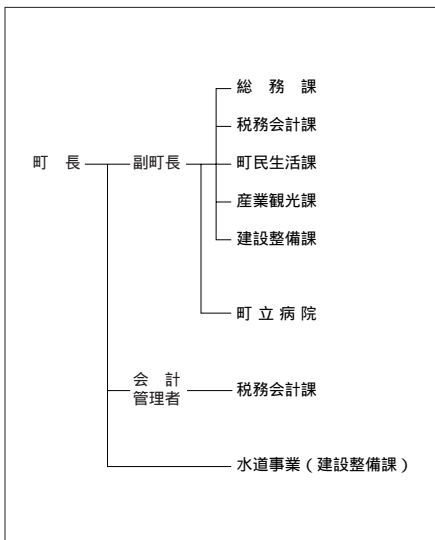 総務課
税務会計課
町長
副町長
町民生活課
産業観光課
建設整備課
町立病院
会計
管理者
税務会計課
水道事業（建設整備課）